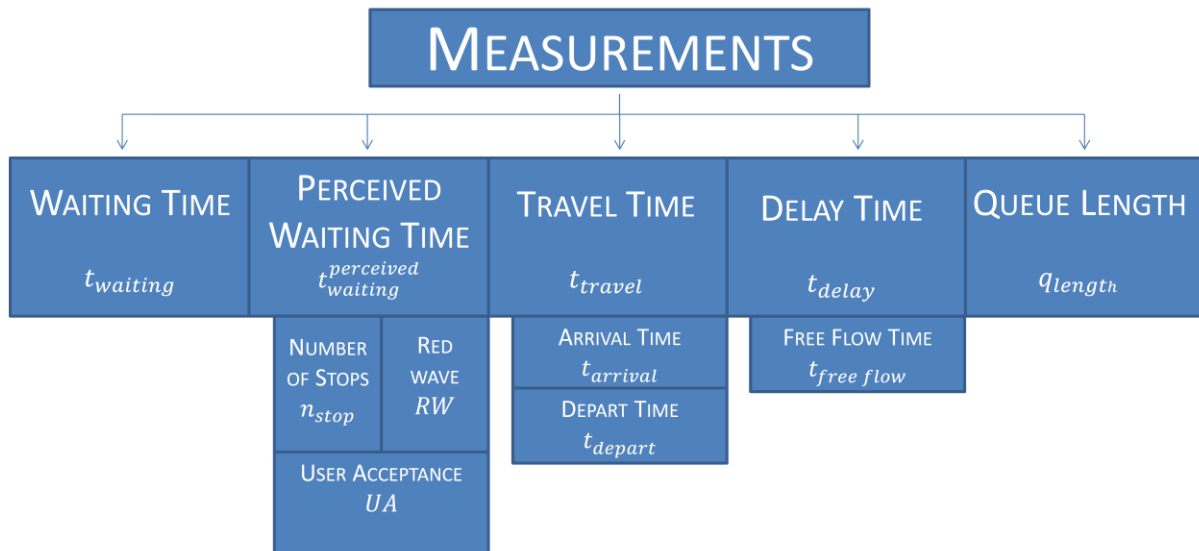 MEASUREMENTS
WAITING TIME
t_waiting
PERCEIVED
WAITING TIME
t_waiting^perceived
TRAVEL TIME
t_travel
DELAY TIME
t_delay
QUEUE LENGTH
q_length
NUMBER
OF STOPS
n_stop
RED
WAVE
RW
USER ACCEPTANCE
UA
ARRIVAL TIME
t_arrival
DEPART TIME
t_depart
FREE FLOW TIME
t_free flow